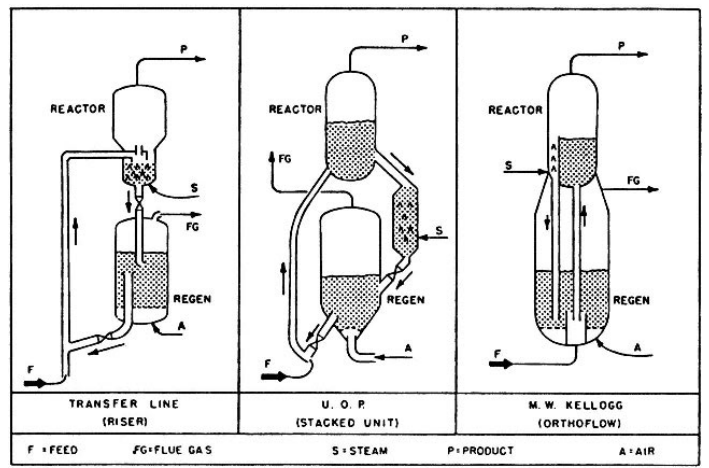 P
REACTOR
S
FG
REGEN
A
F
TRANSFER LINE
(RISER)
P
REACTOR
FG
S
REGEN
A
F
U. O. P.
(STACKED UNIT)
P
REACTOR
S
FG
REGEN
F
A
M. W. KELLOGG
(ORTHOFLOW)
F = FEED FG=FLUE GAS S = STEAM P=PRODUCT A = AIR